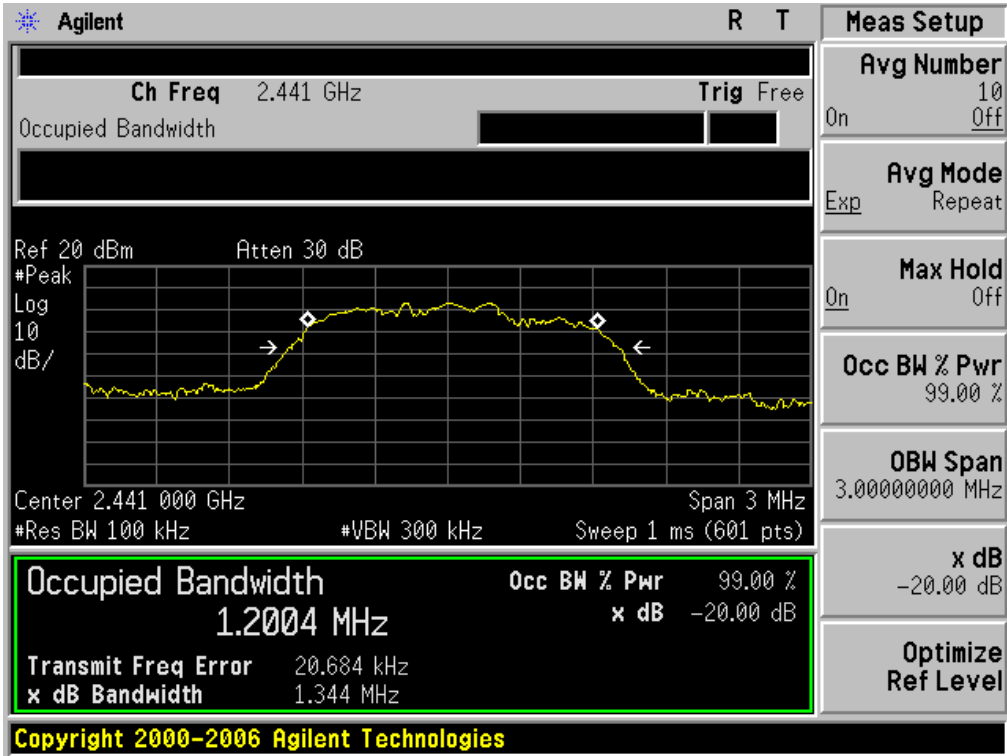 Agilent R T
Ch Freq 2.441 GHz Trig Free
Occupied Bandwidth
Ref 20 dBm Atten 30 dB
#Peak
Log
10
dB/
Center 2.441 000 GHz Span 3 MHz
#Res BW 100 kHz #VBW 300 kHz Sweep 1 ms (601 pts)
Occupied Bandwidth
1.2004 MHz
Occ BW % Pwr 99.00 %
x dB -20.00 dB
Transmit Freq Error 20.684 kHz
x dB Bandwidth 1.344 MHz
Copyright 2000-2006 Agilent Technologies
Meas Setup
Avg Number
10
On Off
Avg Mode
Exp Repeat
Max Hold
On Off
Occ BW % Pwr
99.00 %
OBW Span
3.00000000 MHz
x dB
-20.00 dB
Optimize
Ref Level